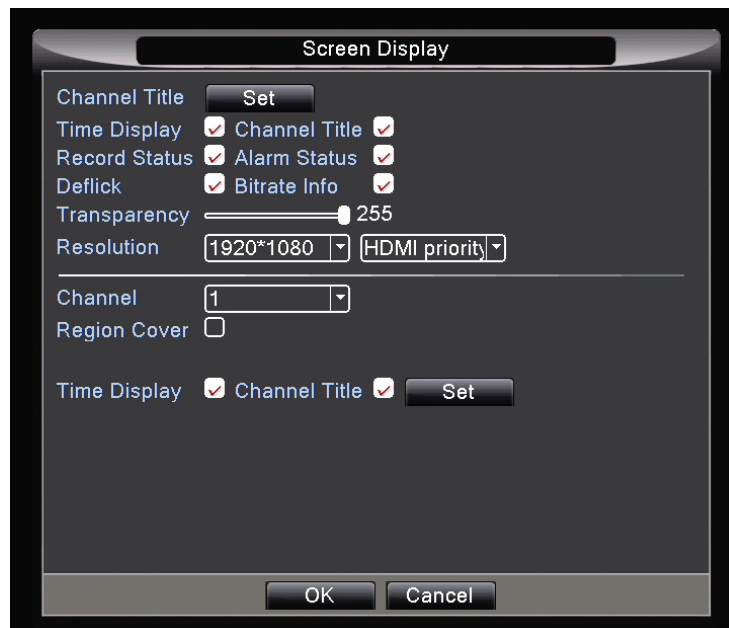 Screen Display
Channel Title Set
Time Display Channel Title
Record Status Alarm Status
Deflick Bitrate Info
Transparency 255
Resolution 1920*1080 HDMI priority
Channel 1
Region Cover
Time Display Channel Title Set
OK Cancel